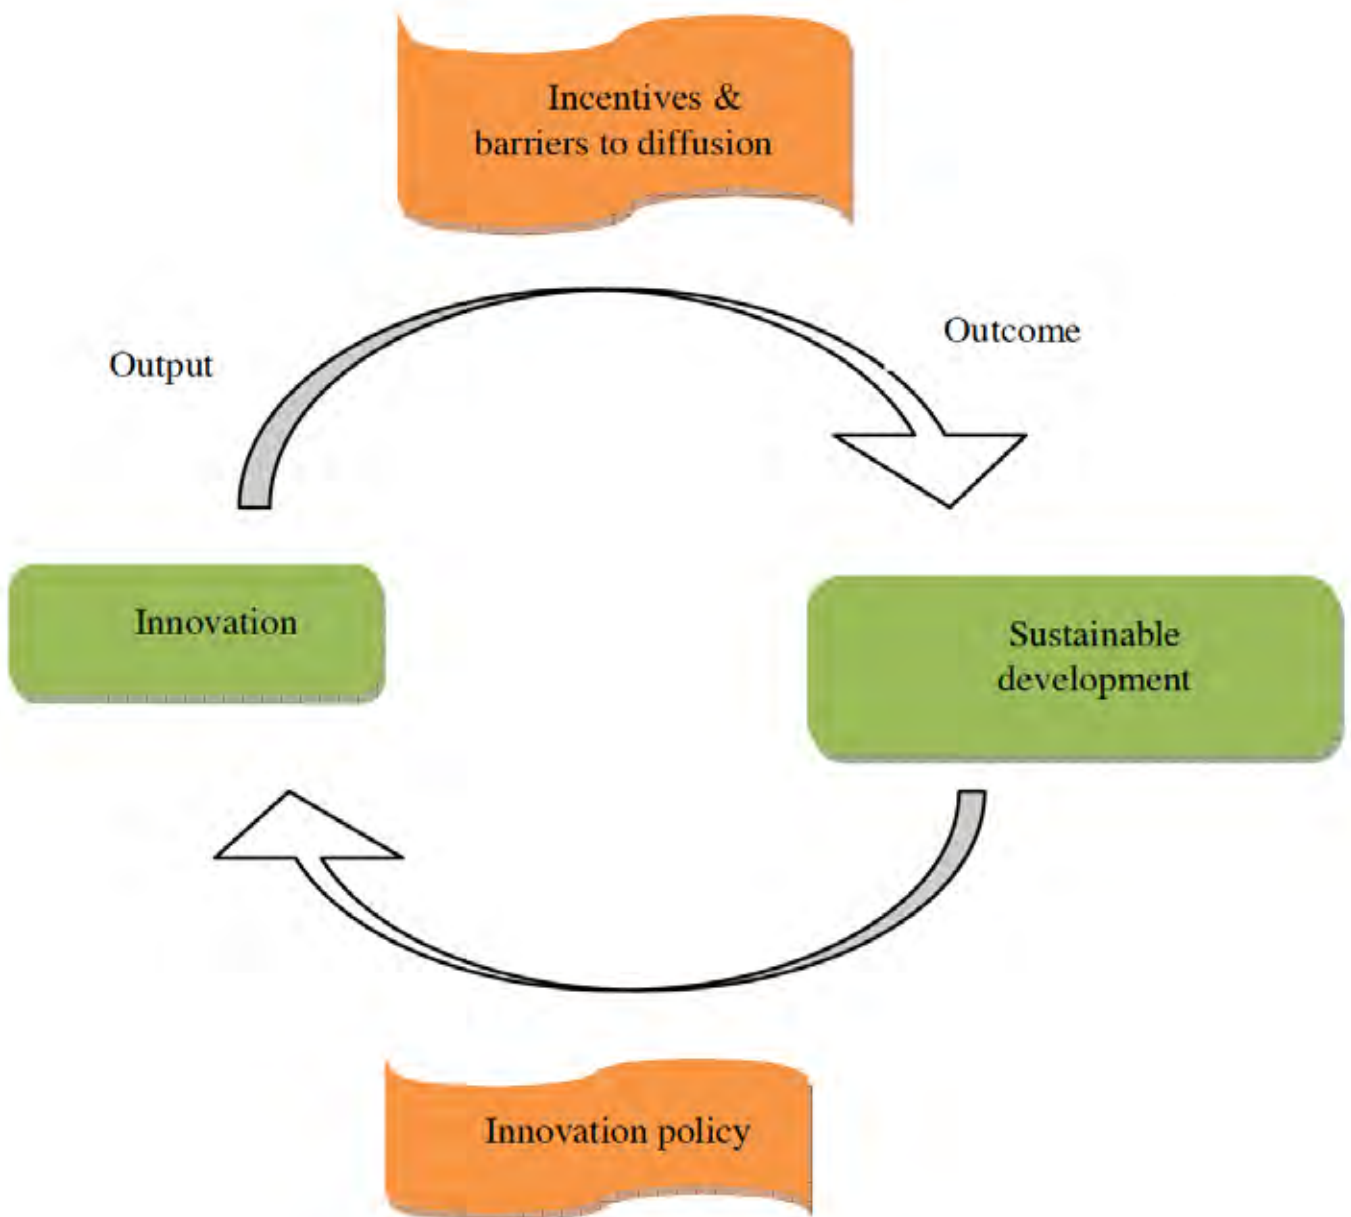 Incentives &
barriers to diffusion
Outcome
Output
Innovation
Sustainable
development
Innovation policy